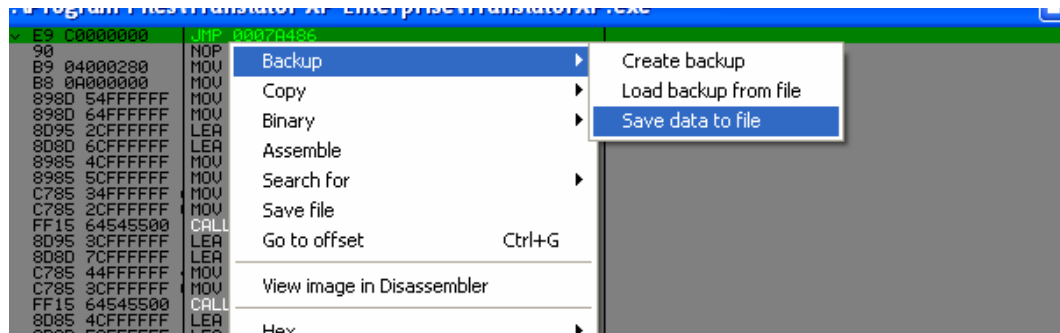 :\Program Files\Translator XP Enterprise\TranslatorXP.exe
E9 C0000000 JMP 0007A486
90 NOP
B9 04000280 MOV
B8 0A000000 MOV
898D 54FFFFFF MOV
898D 64FFFFFF MOV
8D95 2CFFFFFF LEA
8D8D 6CFFFFFF LEA
8985 4CFFFFFF MOV
8985 5CFFFFFF MOV
C785 34FFFFFF MOV
C785 2CFFFFFF MOV
FF15 64545500 CALL
8D95 3CFFFFFF LEA
8D8D 7CFFFFFF LEA
C785 44FFFFFF MOV
C785 3CFFFFFF MOV
FF15 64545500 CALL
8D85 4CFFFFFF LEA
Backup
Copy
Binary
Assemble
Search for
Save file
Go to offset Ctrl+G
View image in Disassembler
Hex
Create backup
Load backup from file
Save data to file